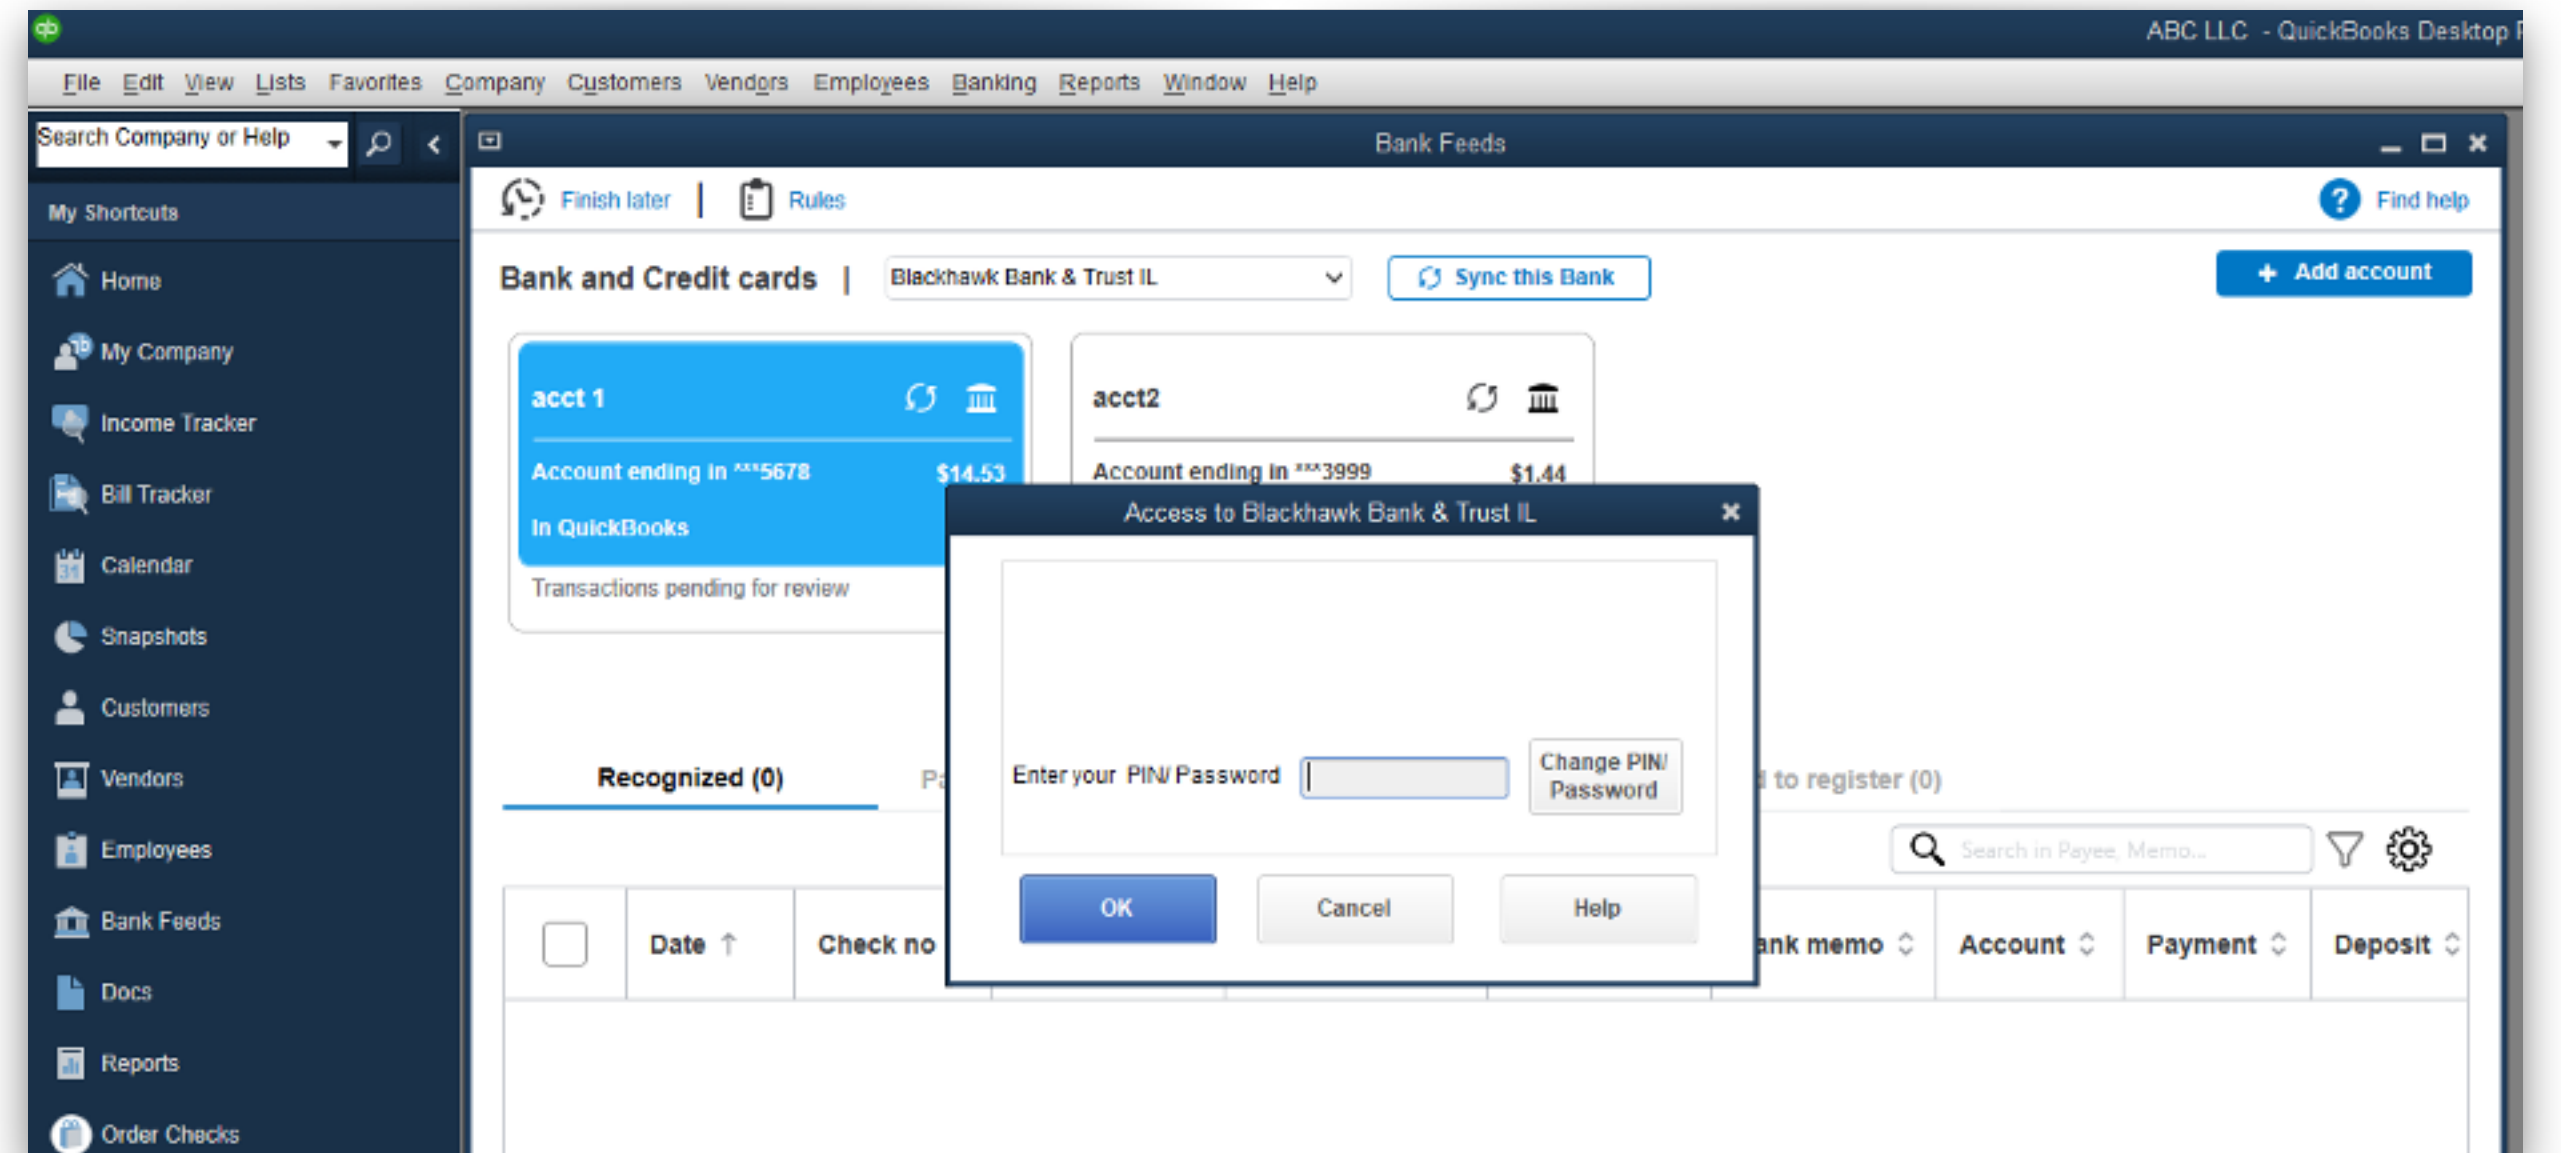 qb
ABC LLC - QuickBooks Desktop
File Edit View Lists Favorites Company Customers Vendors Employees Banking Reports Window Help
Search Company or Help
My Shortcuts
Home
My Company
Income Tracker
Bill Tracker
31
Calendar
Snapshots
Customers
Vendors
Employees
Bank Feeds
Docs
Reports
Order Checks
Bank Feeds
Finish later | Rules
? Find help
Bank and Credit cards | Blackhawk Bank & Trust IL Sync this Bank
+ Add account
acct 1
Account ending in ***5678 $14.53
In QuickBooks
Transactions pending for review
acct2
Account ending in ***3999 $1.44
Access to Blackhawk Bank & Trust IL
Enter your PIN/ Password
Change PIN/
Password
OK Cancel Help
Recognized (0)
to register (0)
Search in Payee, Memo...
Date ↑ Check no
memo Account Payment Deposit